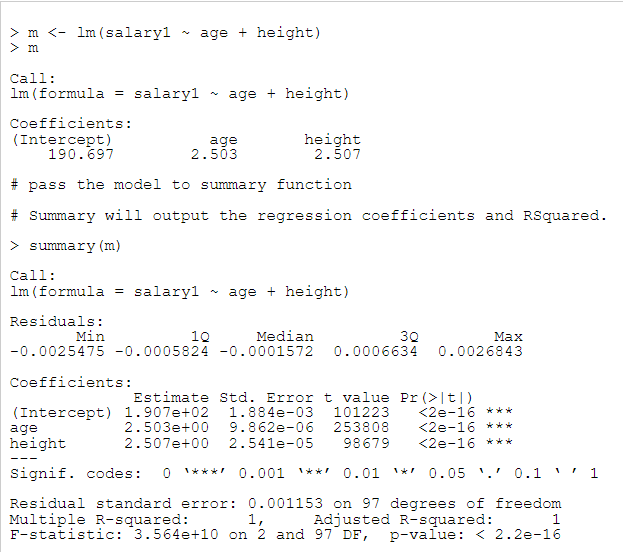 > m <- lm(salary1 ~ age + height)
> m
Call:
lm(formula = salary1 ~ age + height)
Coefficients:
(Intercept)          age       height
    190.697        2.503        2.507
# pass the model to summary function
# Summary will output the regression coefficients and RSquared.
> summary(m)
Call:
lm(formula = salary1 ~ age + height)
Residuals:
       Min         1Q     Median         3Q        Max
-0.0025475 -0.0005824 -0.0001572  0.0006634  0.0026843
Coefficients:
             Estimate Std. Error t value Pr(>|t|)
(Intercept) 1.907e+02  1.884e-03  101223   <2e-16 ***
age         2.503e+00  9.862e-06  253808   <2e-16 ***
height      2.507e+00  2.541e-05   98679   <2e-16 ***
---
Signif. codes:  0 ‘***’ 0.001 ‘**’ 0.01 ‘*’ 0.05 ‘.’ 0.1 ‘ ’ 1
Residual standard error: 0.001153 on 97 degrees of freedom
Multiple R-squared:      1,     Adjusted R-squared:      1
F-statistic: 3.564e+10 on 2 and 97 DF,  p-value: < 2.2e-16